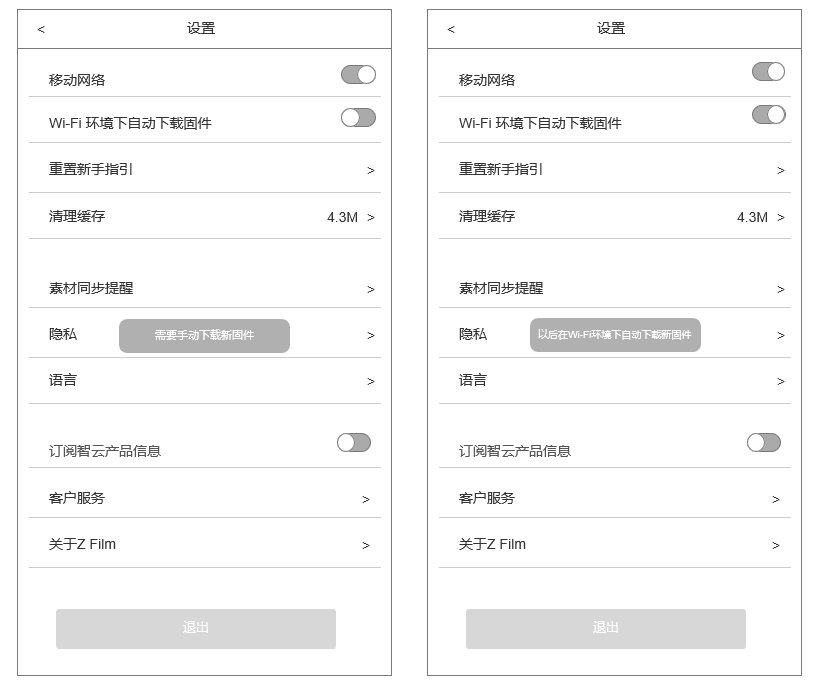 <
设置
移动网络
Wi-Fi 环境下自动下载固件
重置新手指引 >
清理缓存 4.3M >
素材同步提醒 >
隐私 需要手动下载新固件 >
语言 >
订阅智云产品信息
客户服务 >
关于Z Film >
退出
<
设置
移动网络
Wi-Fi 环境下自动下载固件
重置新手指引 >
清理缓存 4.3M >
素材同步提醒 >
隐私 以后在Wi-Fi环境下自动下载新固件 >
语言 >
订阅智云产品信息
客户服务 >
关于Z Film >
退出